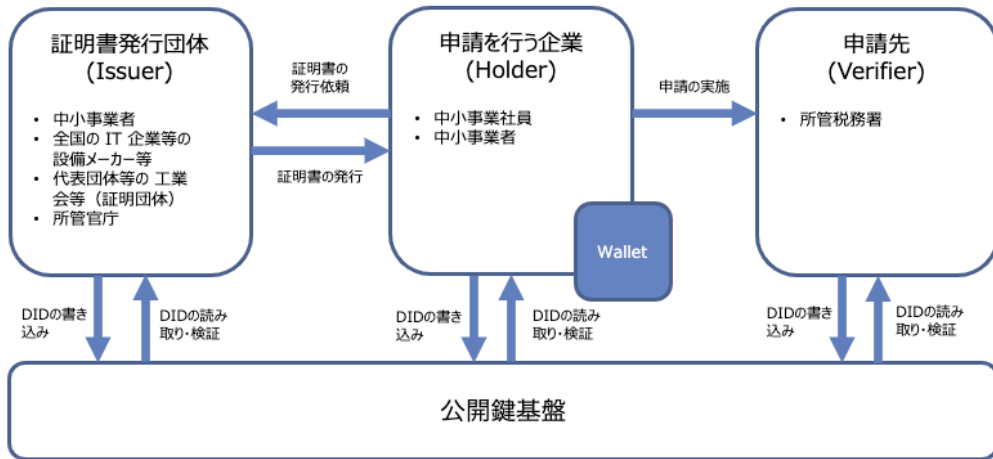 証明書発行団体
(Issuer)
・ 中小事業者
・ 全国の IT 企業等の
設備メーカー等
・ 代表団体等の 工業
会等（証明団体）
・ 所管官庁
証明書の
発行依頼
証明書の発行
申請を行う企業
(Holder)
・ 中小事業社員
・ 中小事業者
Wallet
申請の実施
申請先
(Verifier)
・ 所管税務署
DIDの書き
込み
DIDの読み
取り・検証
DIDの書き
込み
DIDの読み
取り・検証
DIDの書き
込み
DIDの読み
取り・検証
公開鍵基盤